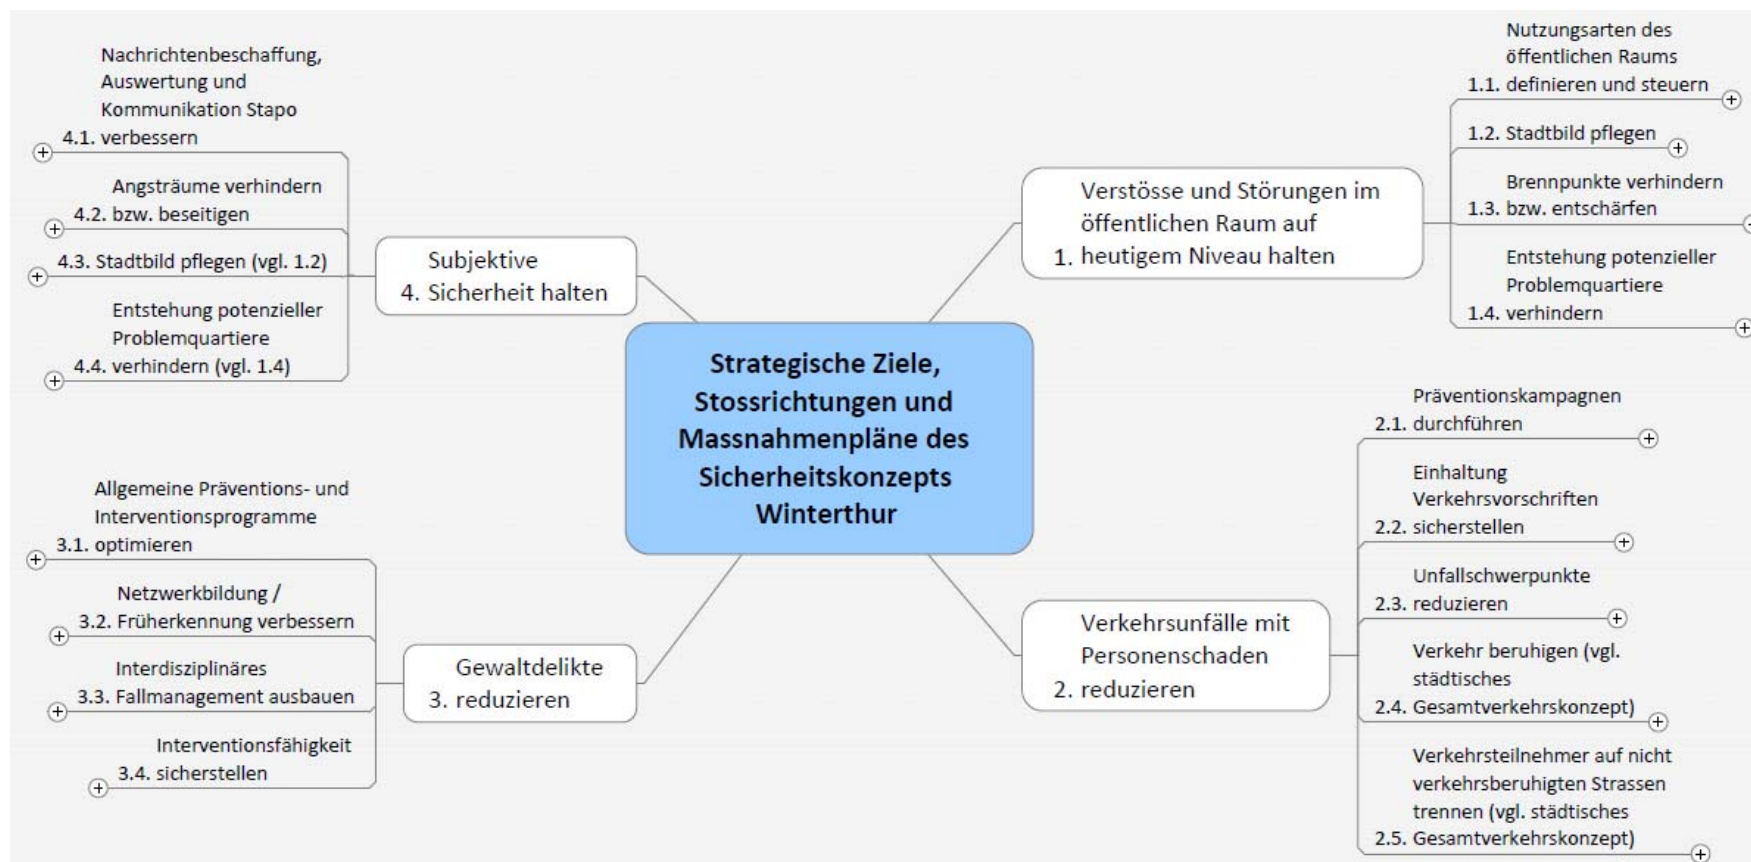 Strategische Ziele,
Stossrichtungen und
Massnahmenpläne des
Sicherheitskonzepts
Winterthur
Verstösse und Störungen im
öffentlichen Raum auf
1. heutigem Niveau halten
Nutzungsarten des
öffentlichen Raums
1.1. definieren und steuern
1.2. Stadtbild pflegen
Brennpunkte verhindern
1.3. bzw. entschärfen
Entstehung potenzieller
Problemquartiere
1.4. verhindern
Verkehrsunfälle mit
Personenschaden
2. reduzieren
Präventionskampagnen
2.1. durchführen
Einhaltung
Verkehrsvorschriften
2.2. sicherstellen
Unfallschwerpunkte
2.3. reduzieren
Verkehr beruhigen (vgl.
städtisches
2.4. Gesamtverkehrskonzept)
Verkehrsteilnehmer auf nicht
verkehrsberuhigten Strassen
trennen (vgl. städtisches
2.5. Gesamtverkehrskonzept)
Gewaltdelikte
3. reduzieren
Allgemeine Präventions- und
Interventionsprogramme
3.1. optimieren
Netzwerkbildung /
3.2. Früherkennung verbessern
Interdisziplinäres
3.3. Fallmanagement ausbauen
Interventionsfähigkeit
3.4. sicherstellen
Subjektive
4. Sicherheit halten
Nachrichtenbeschaffung,
Auswertung und
Kommunikation Stapo
4.1. verbessern
Angsträume verhindern
4.2. bzw. beseitigen
4.3. Stadtbild pflegen (vgl. 1.2)
Entstehung potenzieller
Problemquartiere
4.4. verhindern (vgl. 1.4)